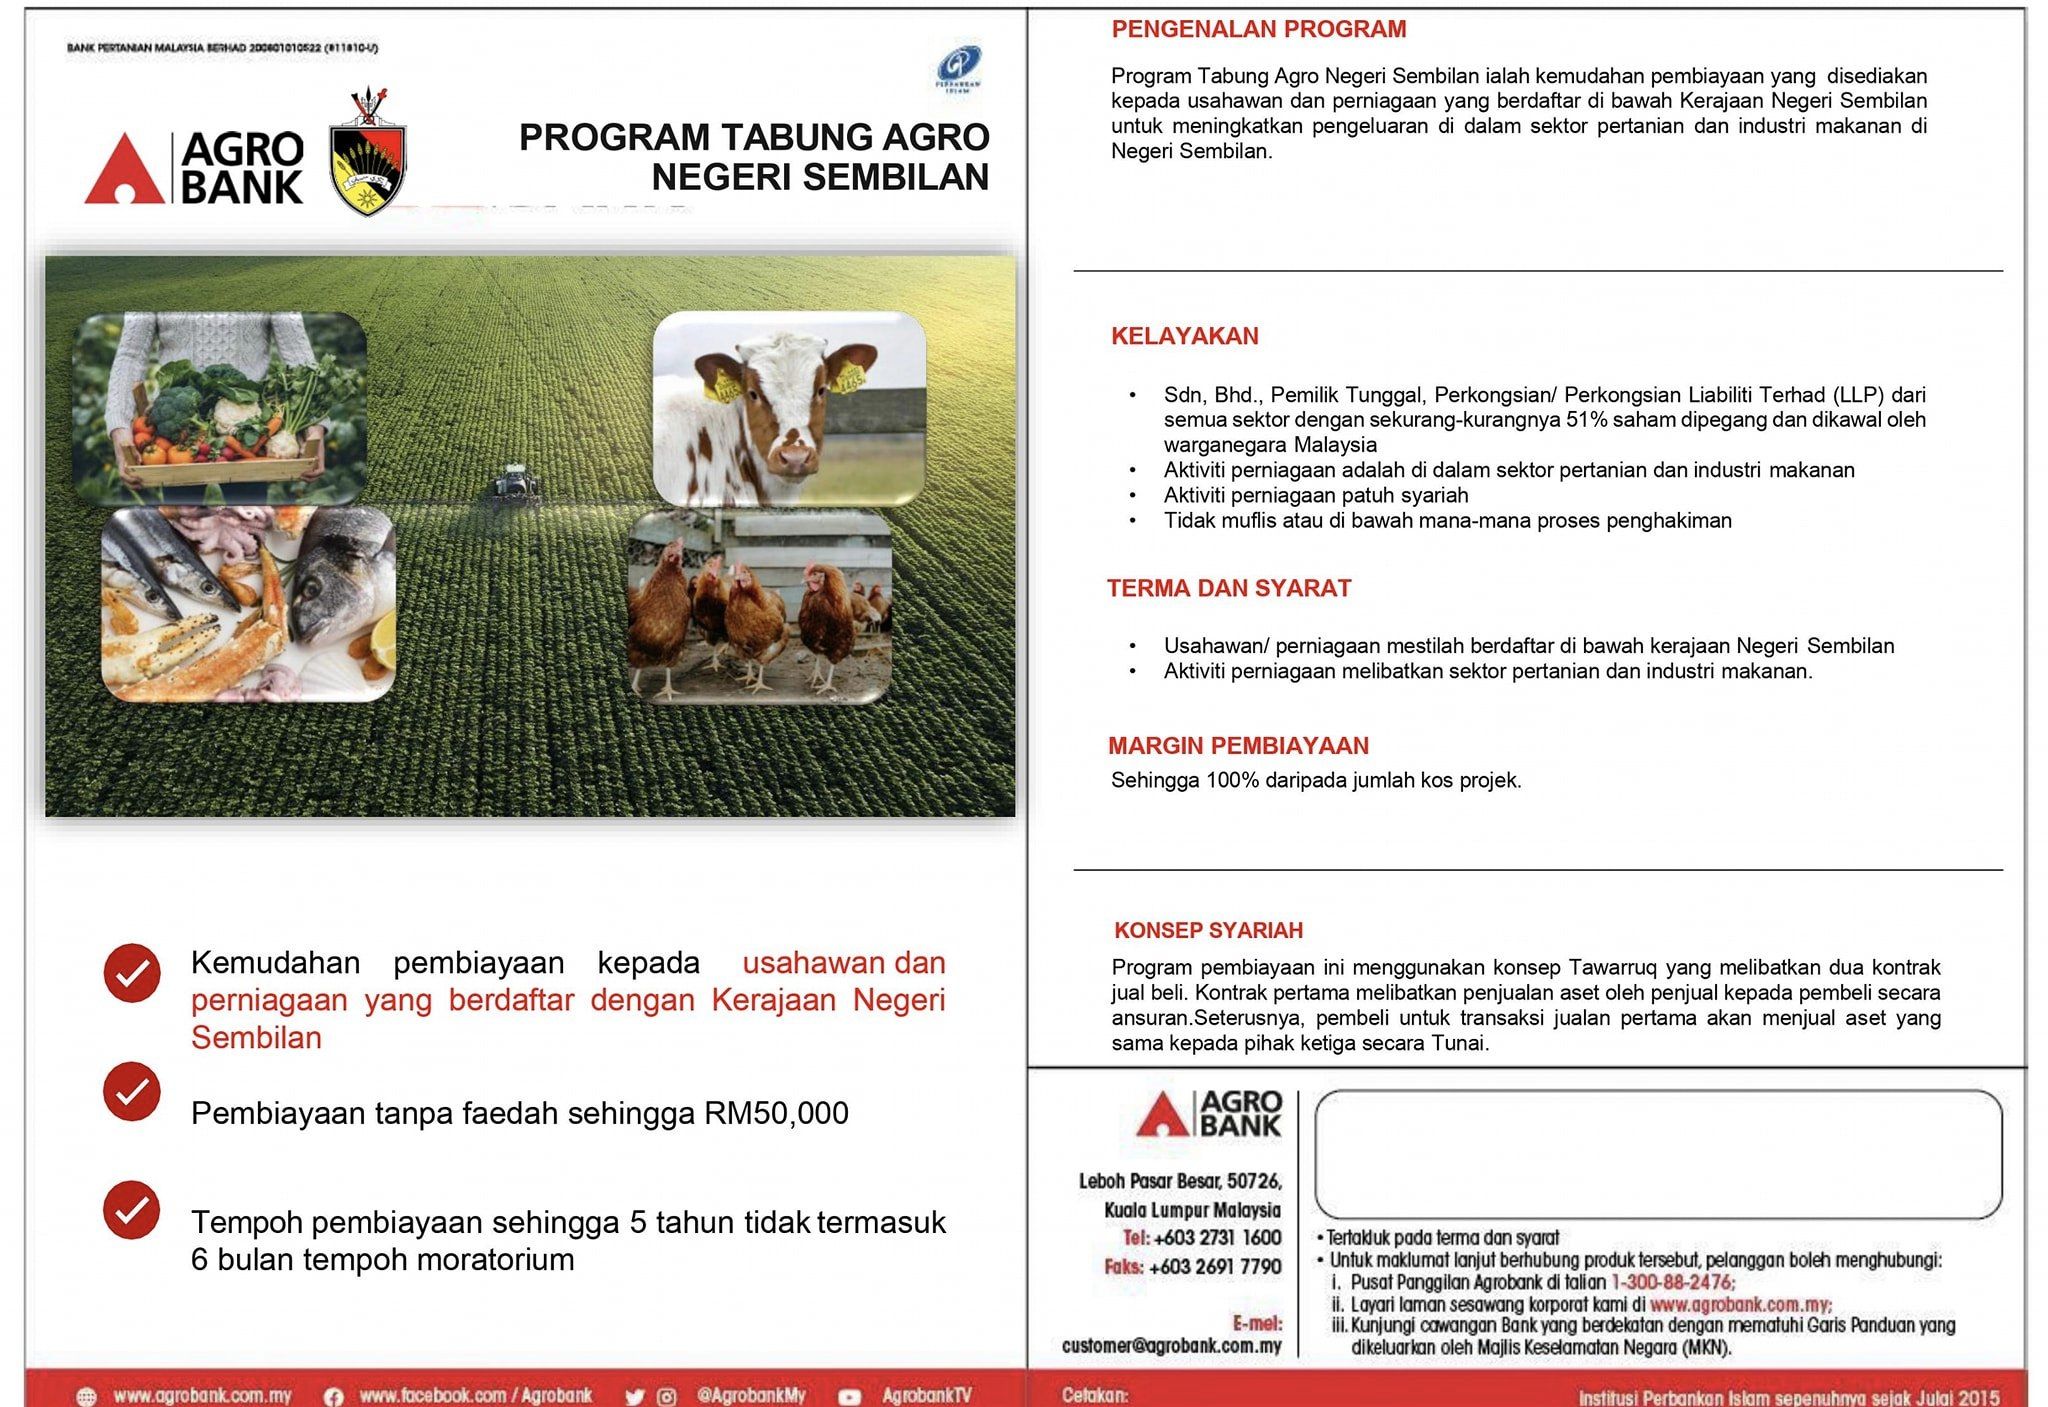 BANK PERTANIAN MALAYSIA BERHAD 200801010522 (811810-U)
PERBANKAN
ISLAM
AGRO
BANK
PROGRAM TABUNG AGRO
NEGERI SEMBILAN
Kemudahan pembiayaan kepada usahawan dan
perniagaan yang berdaftar dengan Kerajaan Negeri
Sembilan
Pembiayaan tanpa faedah sehingga RM50,000
Tempoh pembiayaan sehingga 5 tahun tidak termasuk
6 bulan tempoh moratorium
www.agrobank.com.my
www.facebook.com / Agrobank
@AgrobankMy
AgrobankTV
PENGENALAN PROGRAM
Program Tabung Agro Negeri Sembilan ialah kemudahan pembiayaan yang disediakan
kepada usahawan dan perniagaan yang berdaftar di bawah Kerajaan Negeri Sembilan
untuk meningkatkan pengeluaran di dalam sektor pertanian dan industri makanan di
Negeri Sembilan.
KELAYAKAN
• Sdn, Bhd., Pemilik Tunggal, Perkongsian/ Perkongsian Liabiliti Terhad (LLP) dari
semua sektor dengan sekurang-kurangnya 51% saham dipegang dan dikawal oleh
warganegara Malaysia
• Aktiviti perniagaan adalah di dalam sektor pertanian dan industri makanan
• Aktiviti perniagaan patuh syariah
• Tidak muflis atau di bawah mana-mana proses penghakiman
TERMA DAN SYARAT
• Usahawan/ perniagaan mestilah berdaftar di bawah kerajaan Negeri Sembilan
• Aktiviti perniagaan melibatkan sektor pertanian dan industri makanan.
MARGIN PEMBIAYAAN
Sehingga 100% daripada jumlah kos projek.
KONSEP SYARIAH
Program pembiayaan ini menggunakan konsep Tawarruq yang melibatkan dua kontrak
jual beli. Kontrak pertama melibatkan penjualan aset oleh penjual kepada pembeli secara
ansuran.Seterusnya, pembeli untuk transaksi jualan pertama akan menjual aset yang
sama kepada pihak ketiga secara Tunai.
AGRO
BANK
Leboh Pasar Besar, 50726,
Kuala Lumpur Malaysia
Tel: +603 2731 1600
Faks: +603 2691 7790
E-mel:
customer@agrobank.com.my
• Tertakluk pada terma dan syarat
• Untuk maklumat lanjut berhubung produk tersebut, pelanggan boleh menghubungi:
i. Pusat Panggilan Agrobank di talian 1-300-88-2476;
ii. Layari laman sesawang korporat kami di www.agrobank.com.my;
iii. Kunjungi cawangan Bank yang berdekatan dengan mematuhi Garis Panduan yang
dikeluarkan oleh Majlis Keselamatan Negara (MKN).
Cetakan:
Institusi Perbankan Islam sepenuhnya sejak Julai 2015